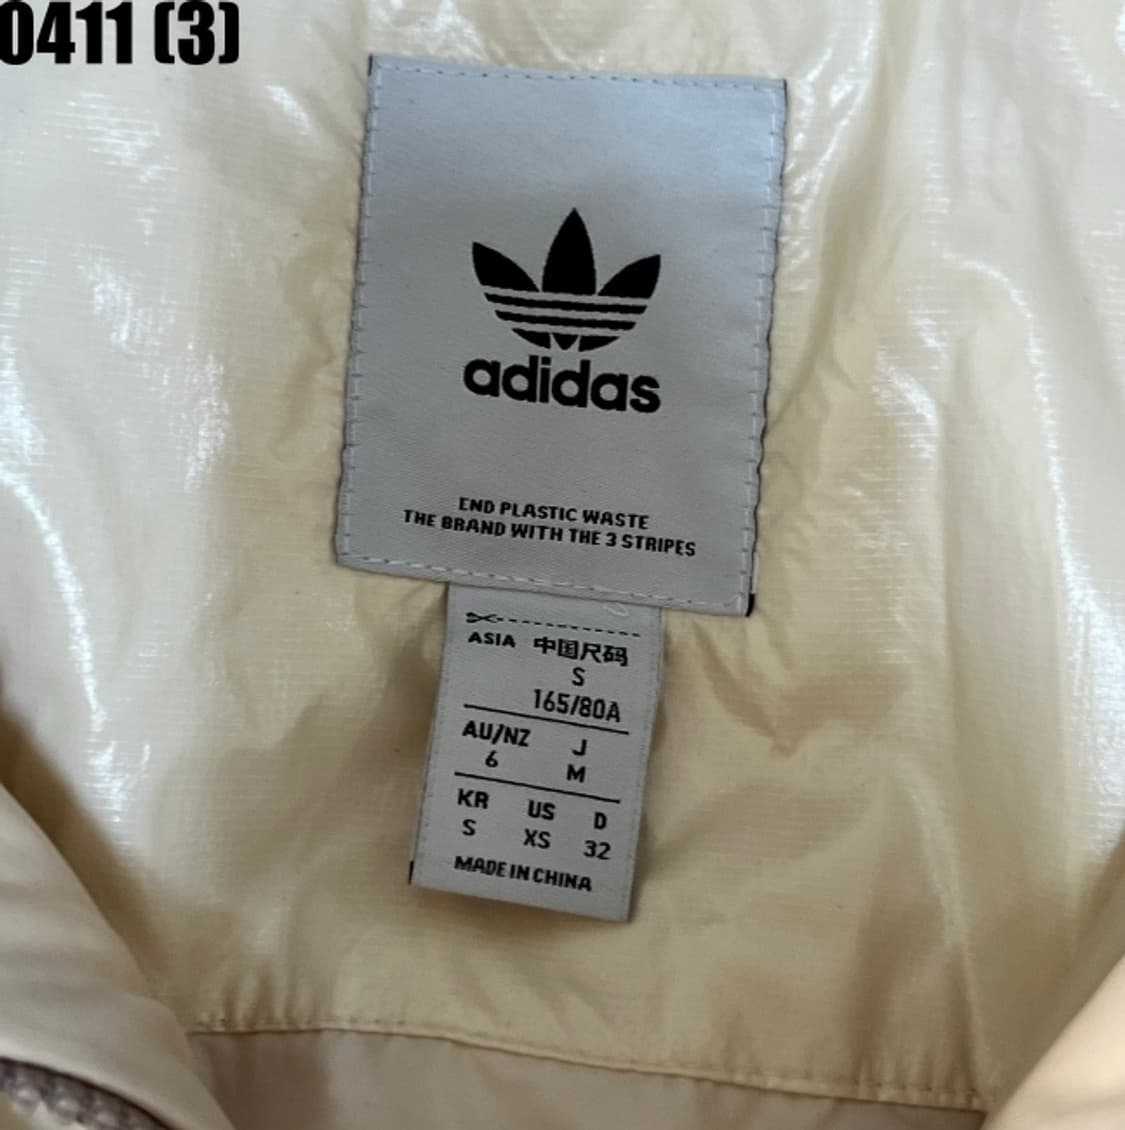 0411 (3)
adidas
END PLASTIC WASTE
THE BRAND WITH THE 3 STRIPES
ASIA 中国尺码
S
165/80A
AU/NZ J
6 M
KR US D
S XS 32
MADE IN CHINA